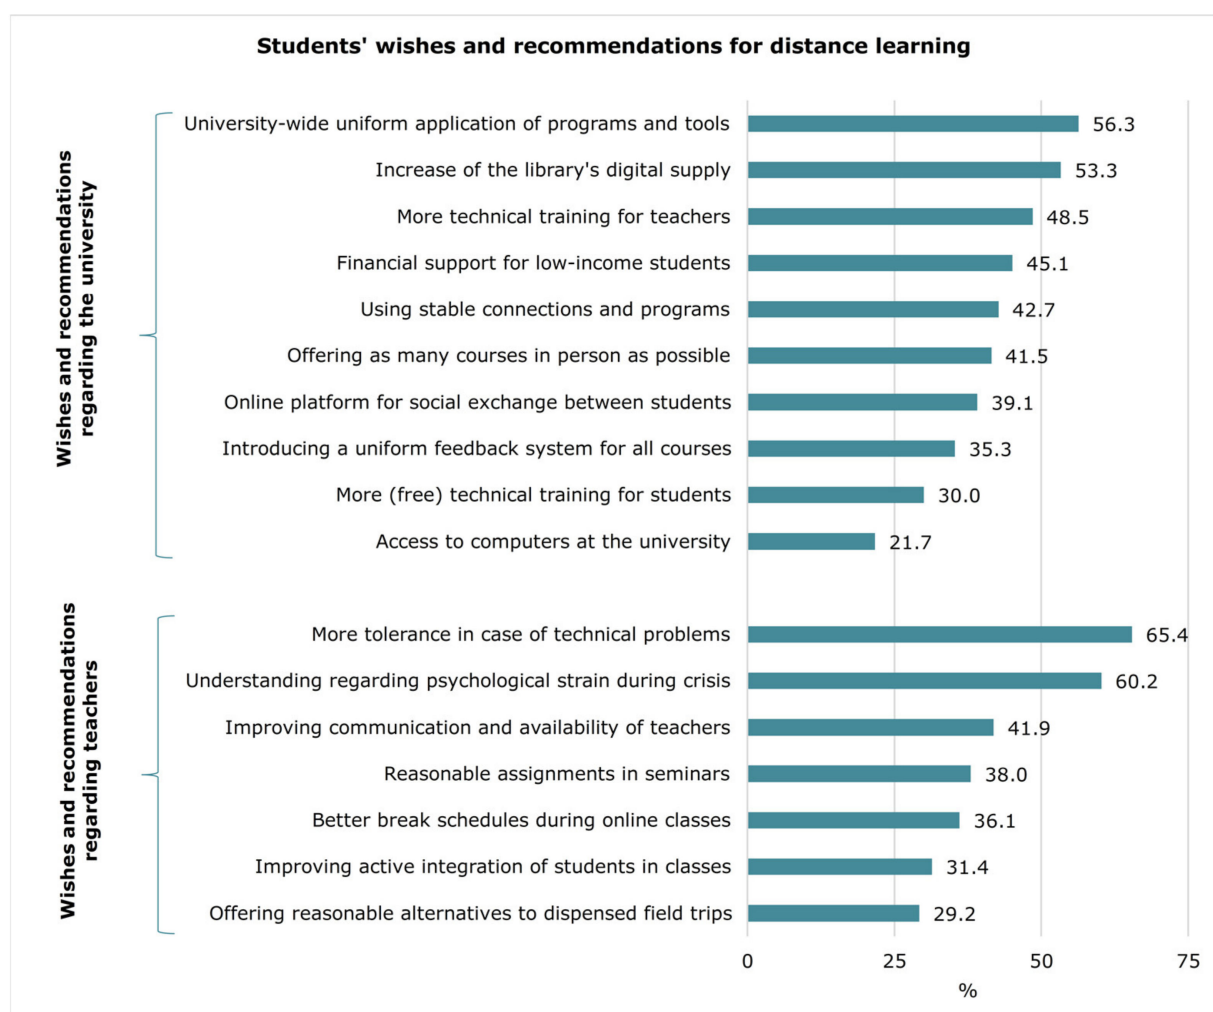 Students' wishes and recommendations for distance learning
Wishes and recommendations
regarding the university
University-wide uniform application of programs and tools 56.3
Increase of the library's digital supply 53.3
More technical training for teachers 48.5
Financial support for low-income students 45.1
Using stable connections and programs 42.7
Offering as many courses in person as possible 41.5
Online platform for social exchange between students 39.1
Introducing a uniform feedback system for all courses 35.3
More (free) technical training for students 30.0
Access to computers at the university 21.7
Wishes and recommendations
regarding teachers
More tolerance in case of technical problems 65.4
Understanding regarding psychological strain during crisis 60.2
Improving communication and availability of teachers 41.9
Reasonable assignments in seminars 38.0
Better break schedules during online classes 36.1
Improving active integration of students in classes 31.4
Offering reasonable alternatives to dispensed field trips 29.2
0 25 50 75
%